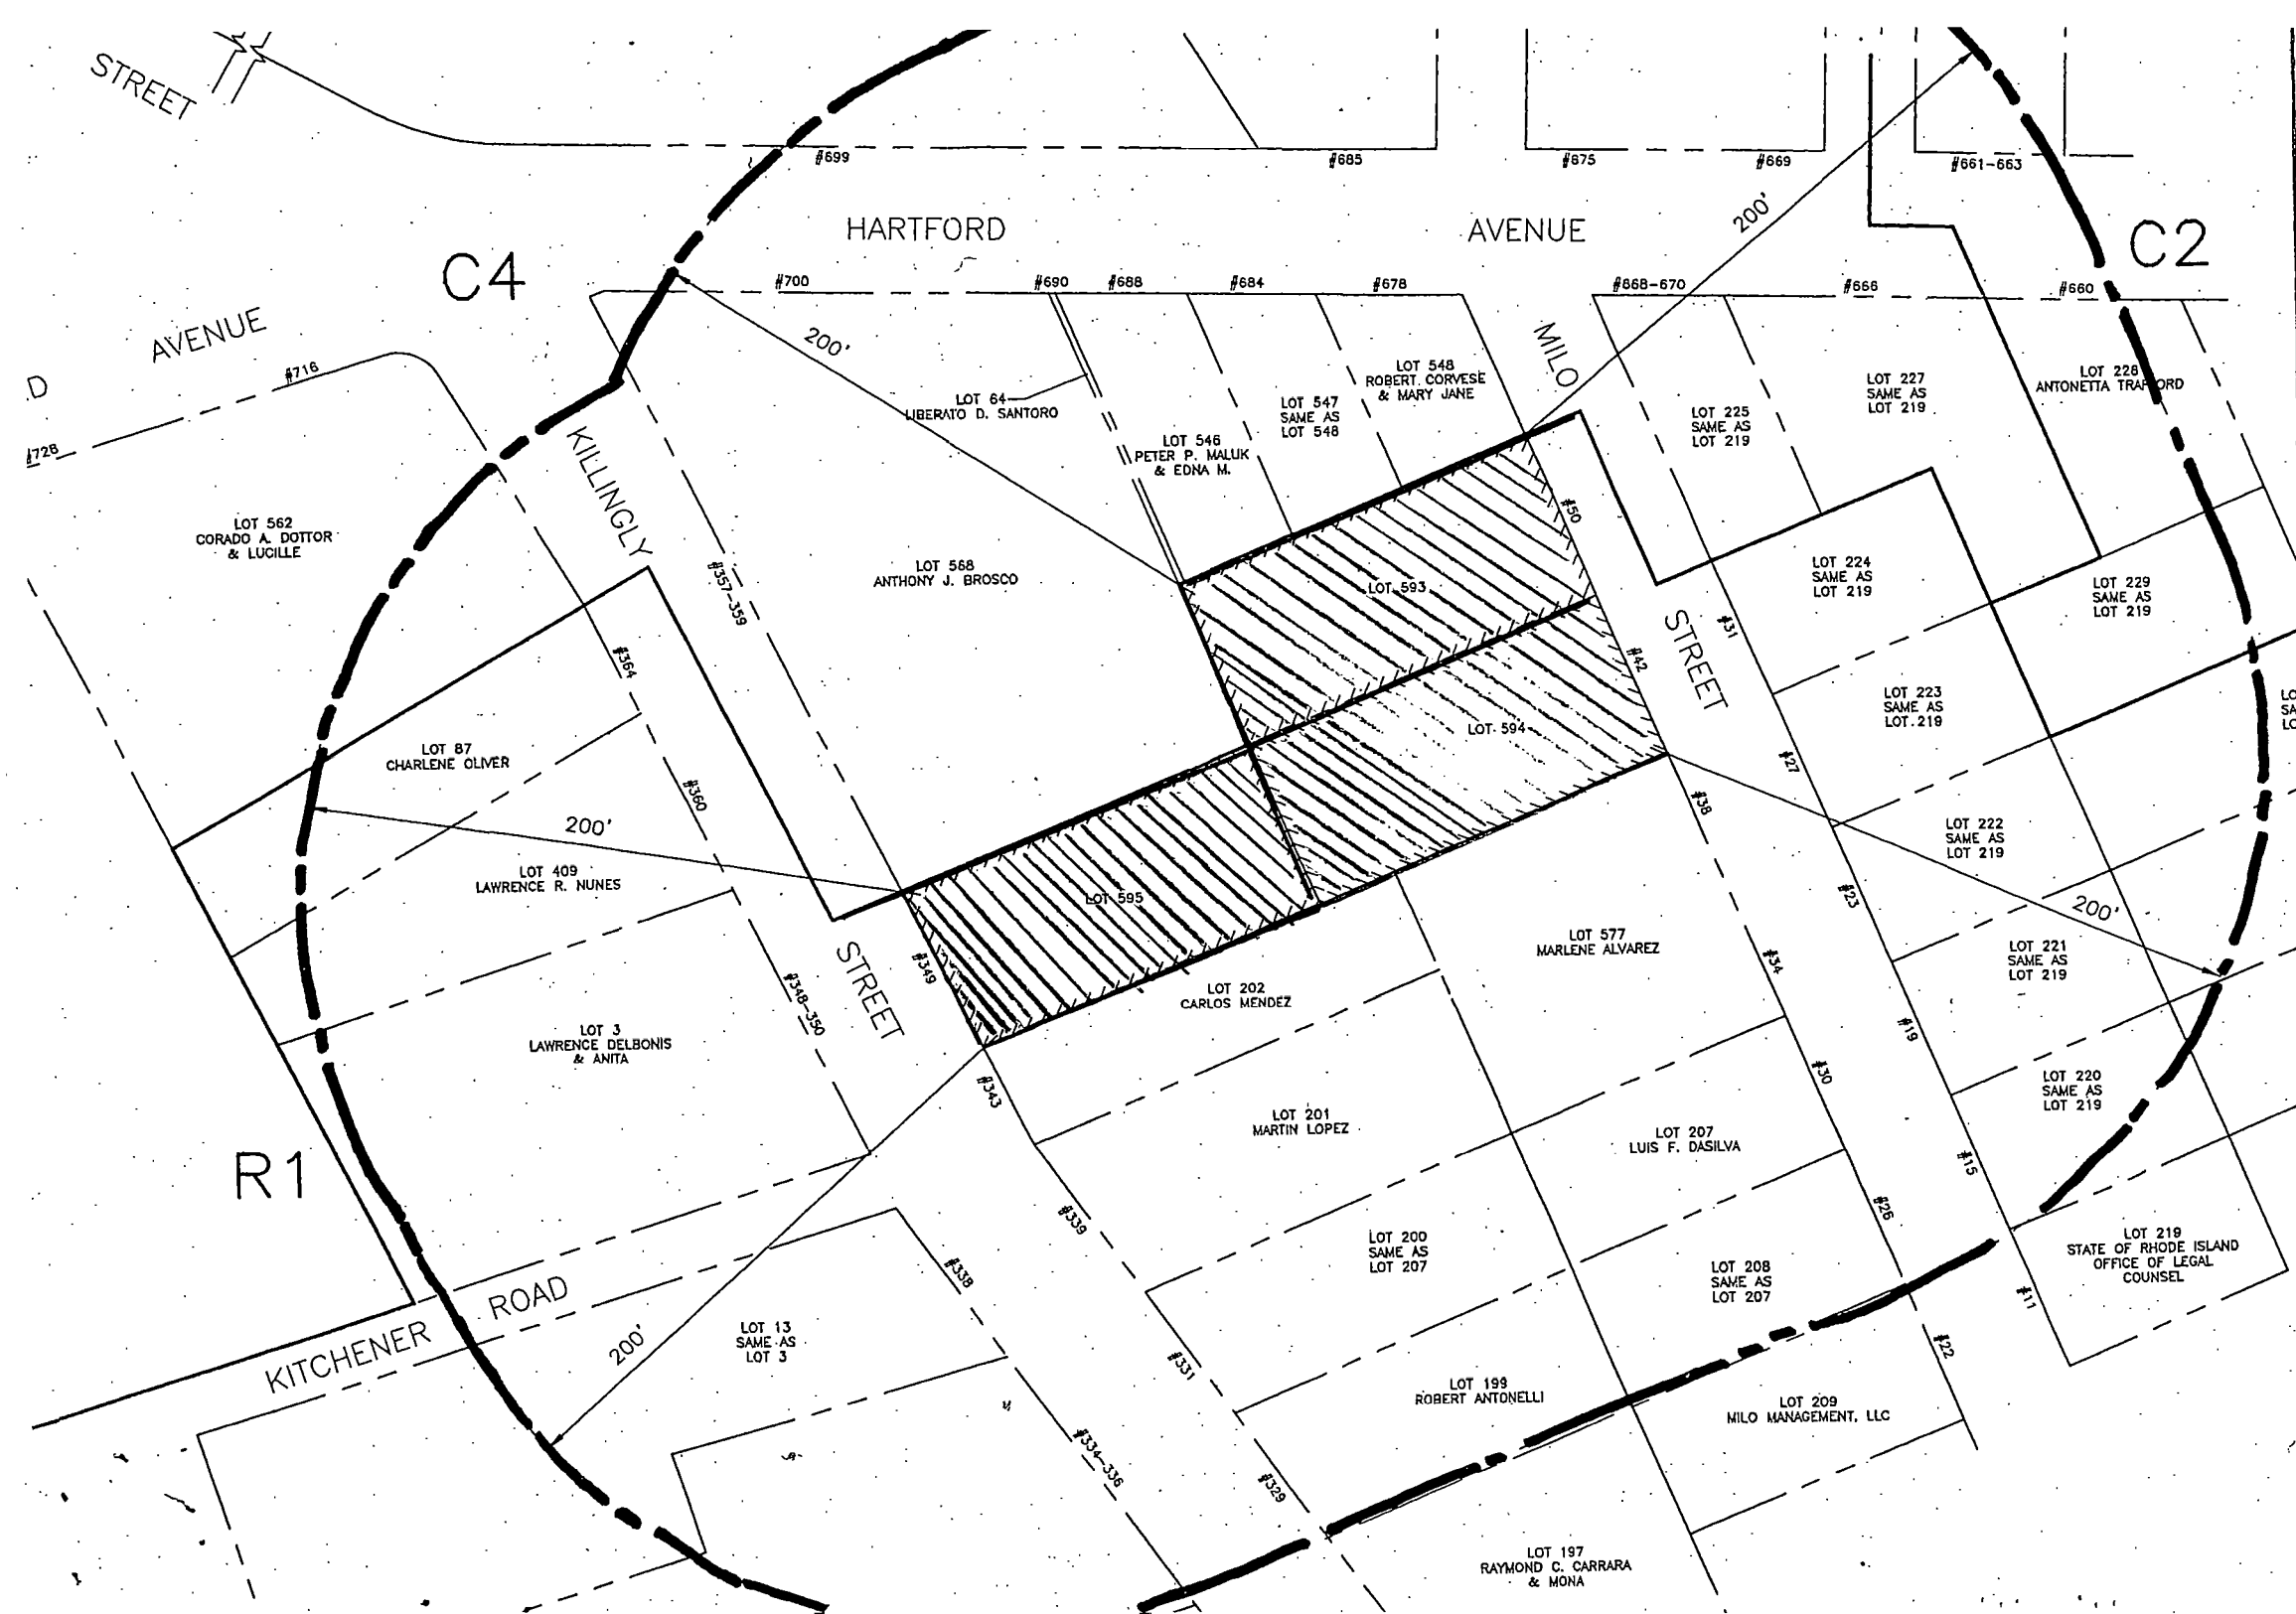 STREET
#699
#685
#675
#669
#661-663
HARTFORD
AVENUE
200'
C2
C4
#700
#690
#688
#684
#678
#668-670
#666
#660
AVENUE
D
#716
200'
MILO
LOT 548
ROBERT CORVESE
& MARY JANE
LOT 64
LIBERATO D. SANTORO
LOT 547
SAME AS
LOT 548
LOT 546
PETER P. MALUK
& EDNA M.
LOT 225
SAME AS
LOT 219
LOT 227
SAME AS
LOT 219
LOT 228
ANTONETTA TRAFFORD
#728
KILLINGLY
LOT 562
CORADO A. DOTTOR
& LUCILLE
#50
LOT 568
ANTHONY J. BROSCO
#357-359
LOT 593
LOT 224
SAME AS
LOT 219
LOT 229
SAME AS
LOT 219
#364
#42
STREET
#31
LOT 594
LOT 223
SAME AS
LOT 219
LOT 87
CHARLENE OLIVER
#360
#27
#38
200'
LOT 222
SAME AS
LOT 219
LOT 409
LAWRENCE R. NUNES
LOT 595
#23
200'
LOT 577
MARLENE ALVAREZ
LOT 221
SAME AS
LOT 219
STREET
#349
#34
LOT 202
CARLOS MENDEZ
#348-350
LOT 3
LAWRENCE DELBONIS
& ANITA
#19
#343
#30
LOT 220
SAME AS
LOT 219
LOT 201
MARTIN LOPEZ
LOT 207
LUIS F. DASILVA
R1
#15
#339
#26
LOT 200
SAME AS
LOT 207
LOT 219
STATE OF RHODE ISLAND
OFFICE OF LEGAL
COUNSEL
LOT 208
SAME AS
LOT 207
#338
#11
KITCHENER
ROAD
200'
LOT 13
SAME AS
LOT 3
#331
#22
LOT 199
ROBERT ANTONELLI
LOT 209
MILO MANAGEMENT, LLC
#334-336
#329
LOT 197
RAYMOND C. CARRARA
& MONA